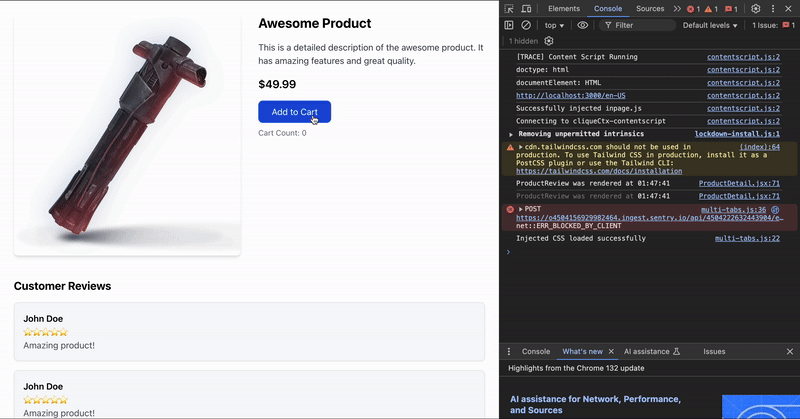 Awesome Product
This is a detailed description of the awesome product. It
has amazing features and great quality.
$49.99
Add to Cart
Cart Count: 0
Customer Reviews
John Doe
Amazing product!
John Doe
Amazing product!
Elements
Console
Sources
1
1
1
top
Filter
Default levels
1 Issue:
1
1 hidden
[TRACE] Content Script Running contentscript.js:2
doctype: html contentscript.js:2
documentElement: HTML contentscript.js:2
http://localhost:3000/en-US contentscript.js:2
Successfully injected inpage.js contentscript.js:2
Connecting to cliqueCtx-contentscript contentscript.js:2
Removing unpermitted intrinsics lockdown-install.js:1
cdn.tailwindcss.com should not be used in (index):64
production. To use Tailwind CSS in production, install it as a
PostCSS plugin or use the Tailwind CLI:
https://tailwindcss.com/docs/installation
ProductReview was rendered at 01:47:41 ProductDetail.jsx:71
ProductReview was rendered at 01:47:41 ProductDetail.jsx:71
POST multi-tabs.js:36
https://o4504156929982464.ingest.sentry.io/api/4504222632443904/e…
net::ERR_BLOCKED_BY_CLIENT
Injected CSS loaded successfully multi-tabs.js:22
Console
What's new
AI assistance
Issues
Highlights from the Chrome 132 update
AI assistance for Network, Performance,
and Sources